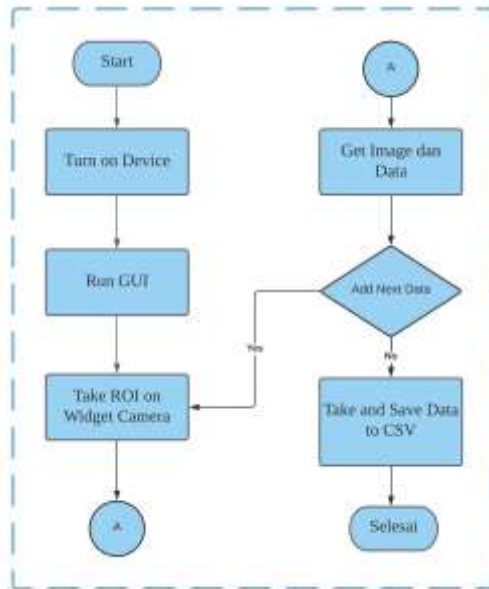 Start
Turn on Device
Run GUI
Take ROI on
Widget Camera
A
A
Get Image dan
Data
Add Next Data
Yes
No
Take and Save Data
to CSV
Selesai